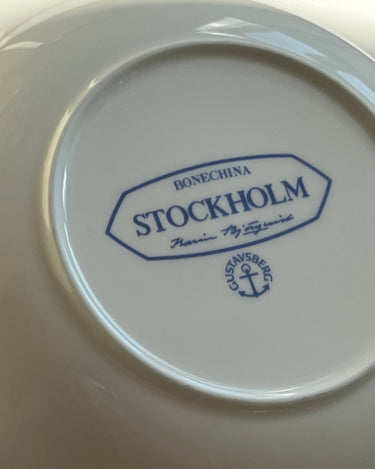 BONECHINA
STOCKHOLM
Karin Björquist
GUSTAVSBERG